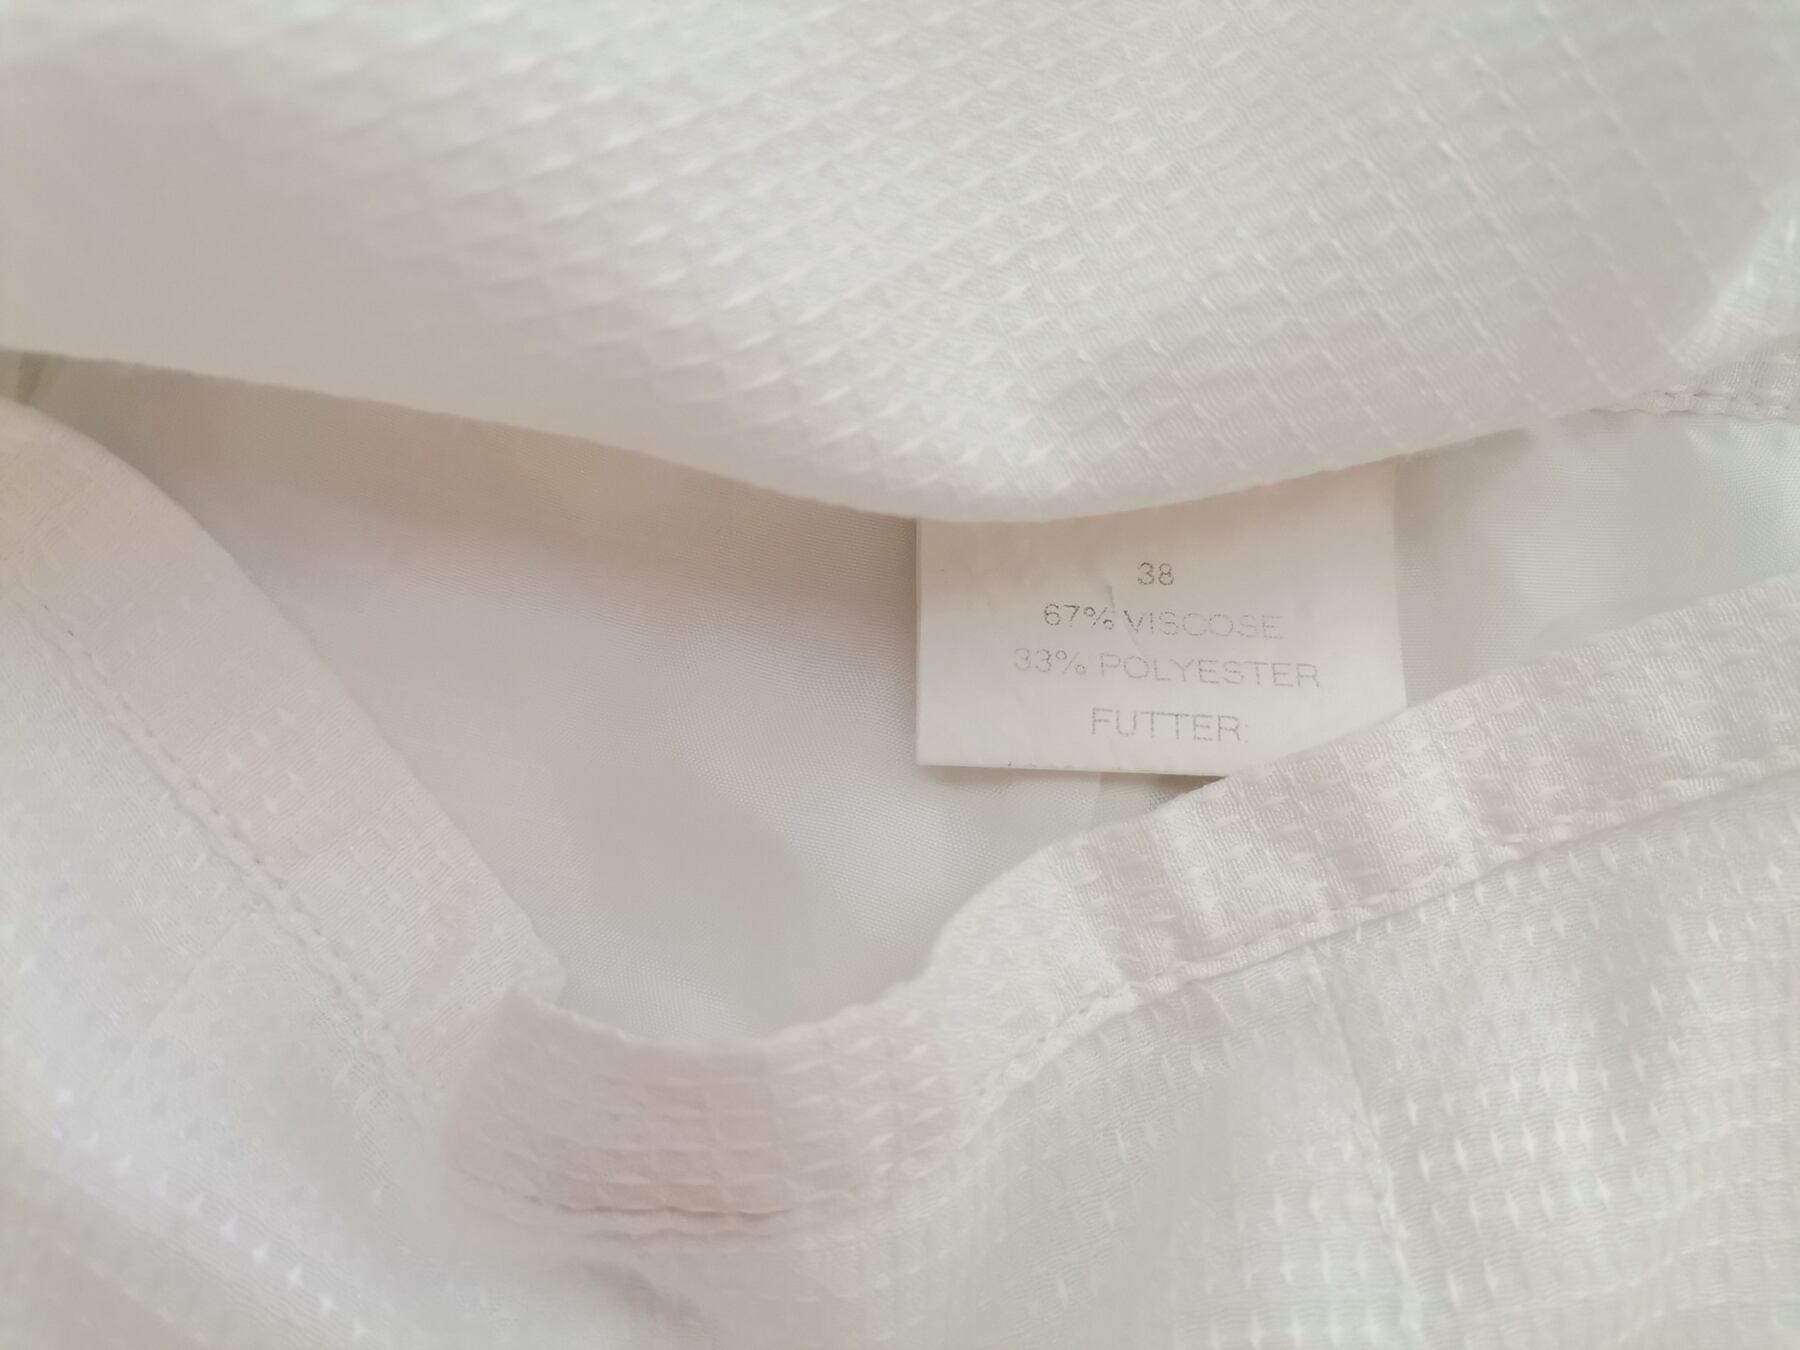 38
67% VISCOSE
33% POLYESTER
FUTTER: